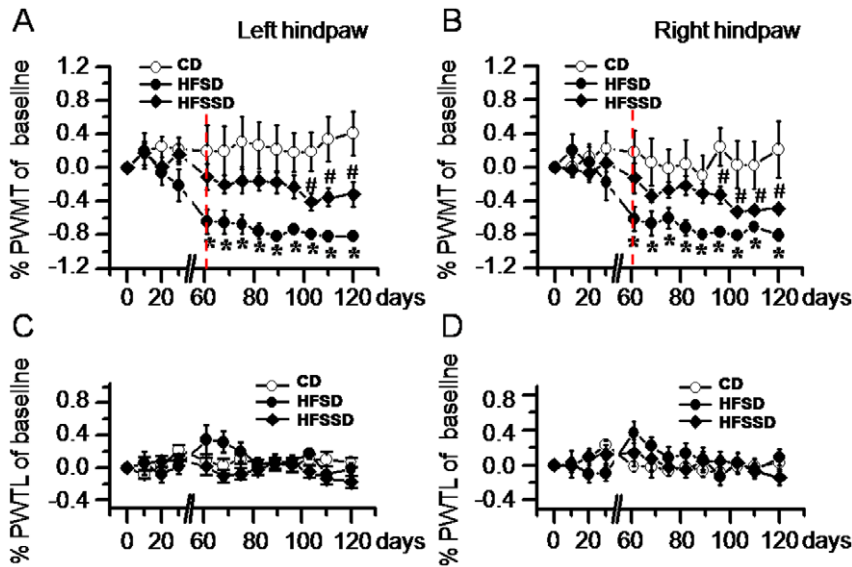 A
Left hindpaw
CD
HFSD
HFSSD
% PWMT of baseline
1.2
0.8
0.4
0.0
-0.4
-0.8
-1.2
# # #
* * * * * * * * *
0 20 60 80 100 120 days
B
Right hindpaw
CD
HFSD
HFSSD
% PWMT of baseline
1.2
0.8
0.4
0.0
-0.4
-0.8
-1.2
# # # #
* * * * * * * * *
0 20 60 80 100 120 days
C
CD
HFSD
HFSSD
% PWTL of baseline
0.8
0.4
0.0
-0.4
0 20 60 80 100 120 days
D
CD
HFSD
HFSSD
% PWTL of baseline
0.8
0.4
0.0
-0.4
0 20 60 80 100 120 days